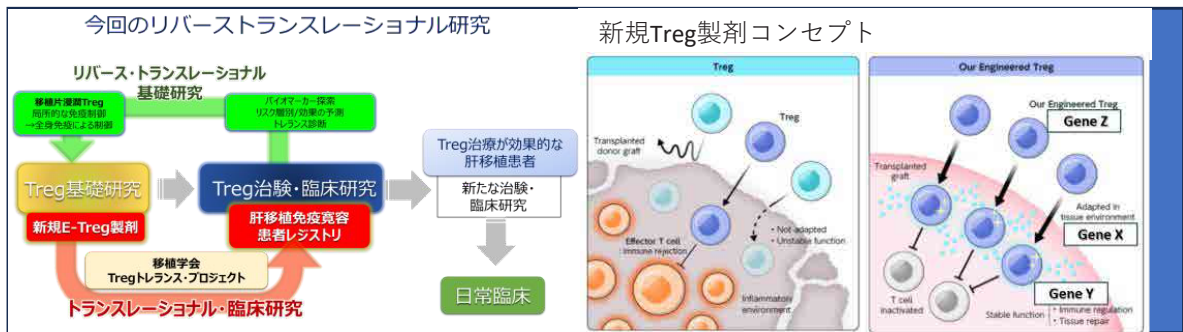 今回のリバーストランスレーショナル研究
リバース・トランスレーショナル
基礎研究
移植片浸潤Treg
局所的な免疫制御
→全身免疫による制御
バイオマーカー探索
リスク層別/効果の予測
トレランス診断
Treg基礎研究
新規E-Treg製剤
Treg治験・臨床研究
肝移植免疫寛容
患者レジストリ
移植学会
Tregトレランス・プロジェクト
トランスレーショナル・臨床研究
Treg治療が効果的な
肝移植患者
新たな治験・
臨床研究
日常臨床
新規Treg製剤コンセプト
Treg
Treg
Transplanted
donor graft
Effector T cell
Immune rejection
• Not adapted
• Unstable function
Inflammatory
environment
Our Engineered Treg
Our Engineered Treg
Gene Z
Transplanted
graft
Adapted in
tissue environment
Gene X
Gene Y
T cell
inactivated
Stable function
• Immune regulation
• Tissue repair